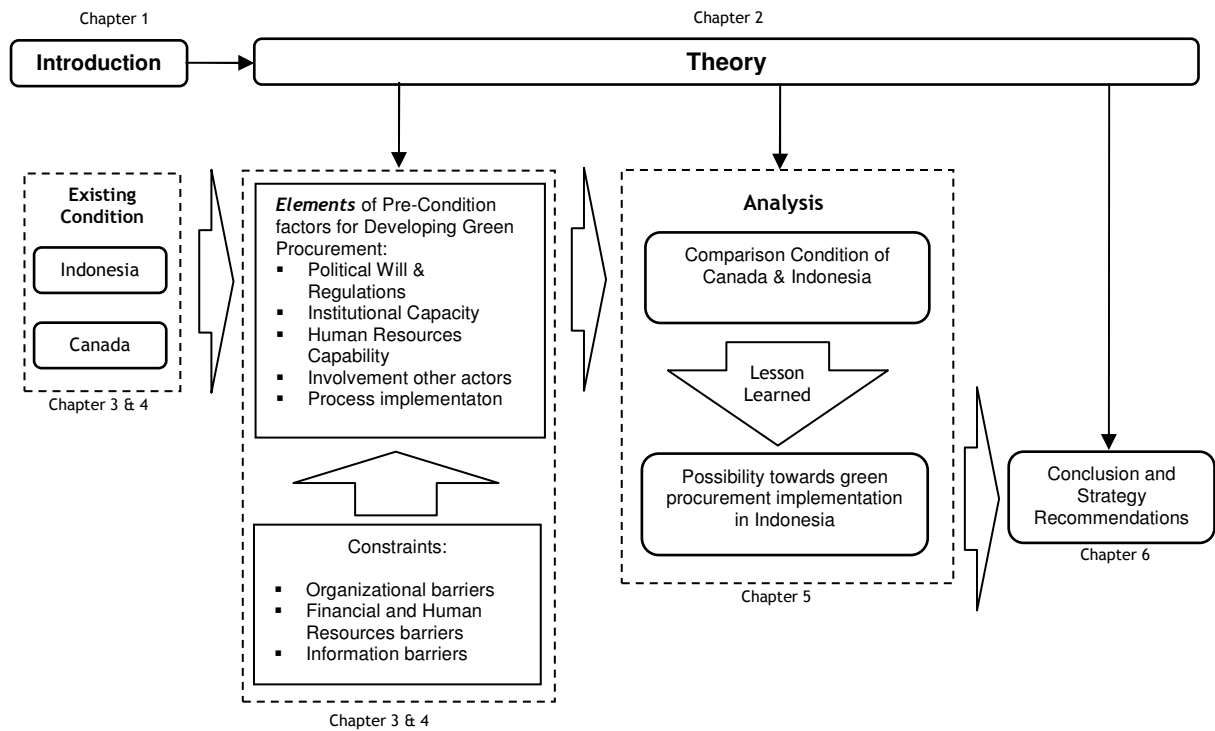 Chapter 1
Chapter 2
Introduction
Theory
Existing
Condition
Indonesia
Canada
Chapter 3 & 4
Elements of Pre-Condition
factors for Developing Green
Procurement:
▪ Political Will &
Regulations
▪ Institutional Capacity
▪ Human Resources
Capability
▪ Involvement other actors
▪ Process implementaton
Constraints:
▪ Organizational barriers
▪ Financial and Human
Resources barriers
▪ Information barriers
Chapter 3 & 4
Analysis
Comparison Condition of
Canada & Indonesia
Lesson
Learned
Possibility towards green
procurement implementation
in Indonesia
Chapter 5
Conclusion and
Strategy
Recommendations
Chapter 6